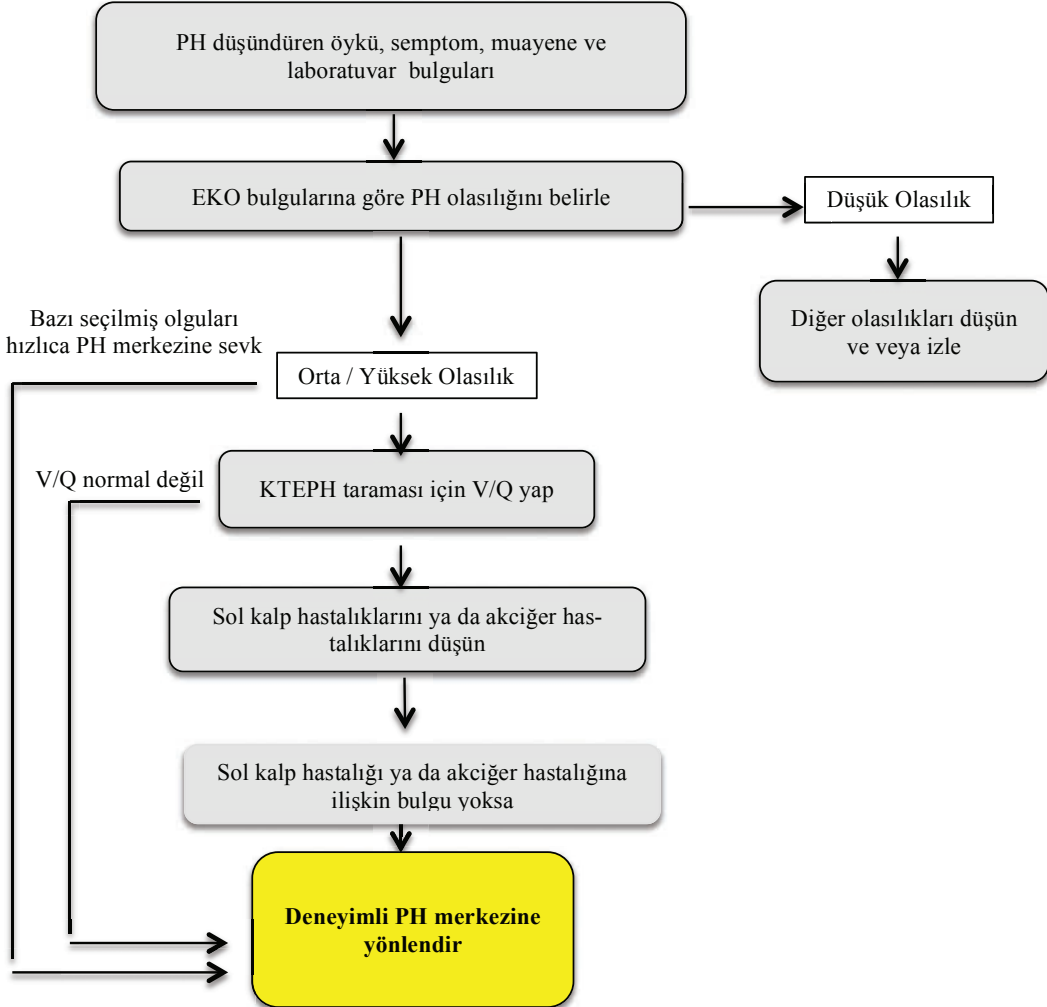 PH düşündüren öykü, semptom, muayene ve
laboratuvar bulguları
EKO bulgularına göre PH olasılığını belirle
Düşük Olasılık
Diğer olasılıkları düşün
ve veya izle
Bazı seçilmiş olguları
hızlıca PH merkezine sevk
Orta / Yüksek Olasılık
V/Q normal değil
KTEPH taraması için V/Q yap
Sol kalp hastalıklarını ya da akciğer has-
talıklarını düşün
Sol kalp hastalığı ya da akciğer hastalığına
ilişkin bulgu yoksa
Deneyimli PH merkezine
yönlendir